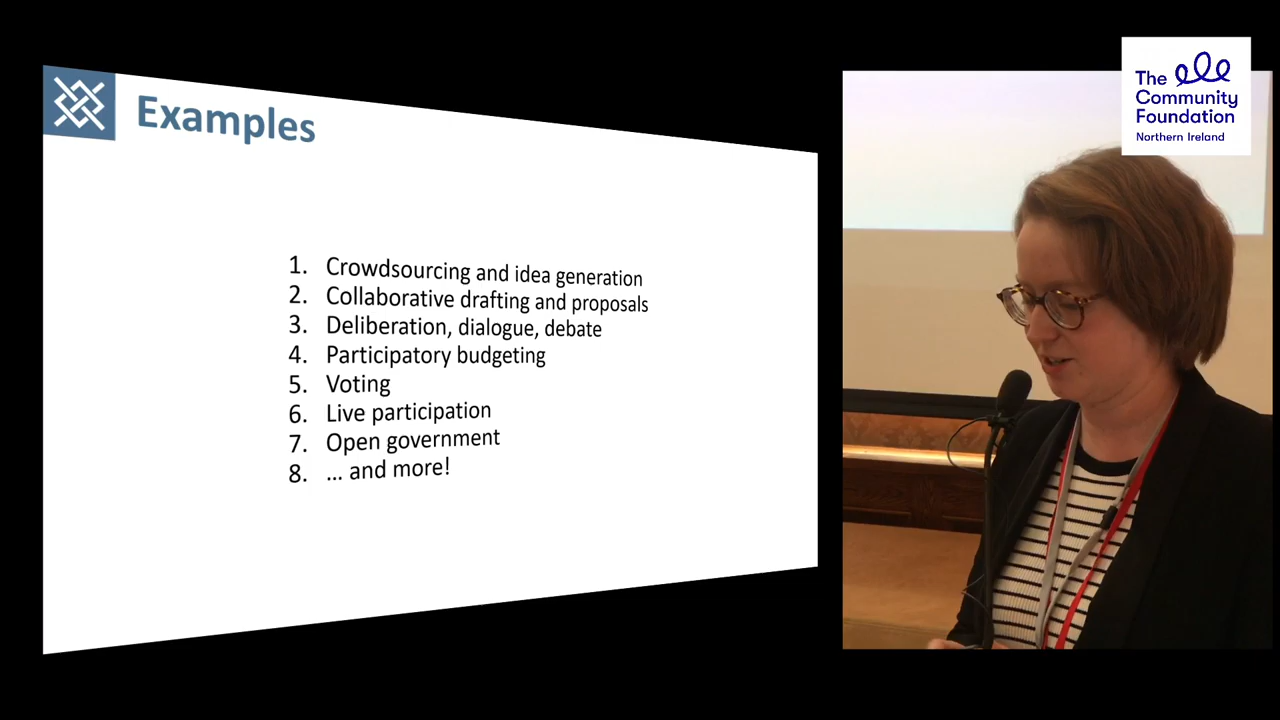 Examples
1. Crowdsourcing and idea generation
2. Collaborative drafting and proposals
3. Deliberation, dialogue, debate
4. Participatory budgeting
5. Voting
6. Live participation
7. Open government
8. ... and more!
The
Community
Foundation
Northern Ireland